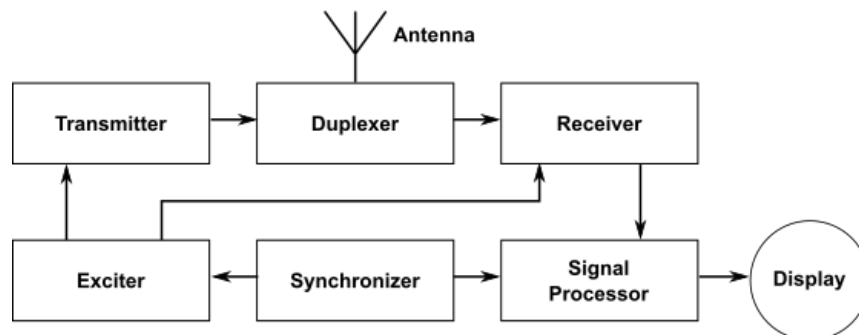 Antenna
Transmitter
Duplexer
Receiver
Exciter
Synchronizer
Signal
Processor
Display